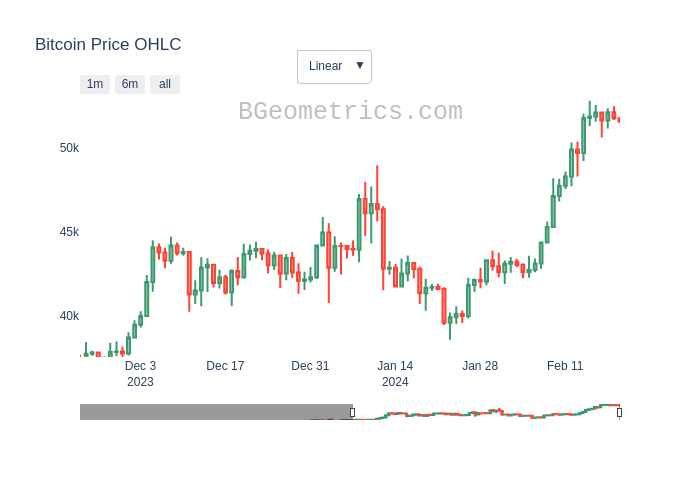 Bitcoin Price OHLC
Linear ▼
1m 6m all
BGeometrics.com
50k
45k
40k
Dec 3 Dec 17 Dec 31 Jan 14 Jan 28 Feb 11
2023 2024